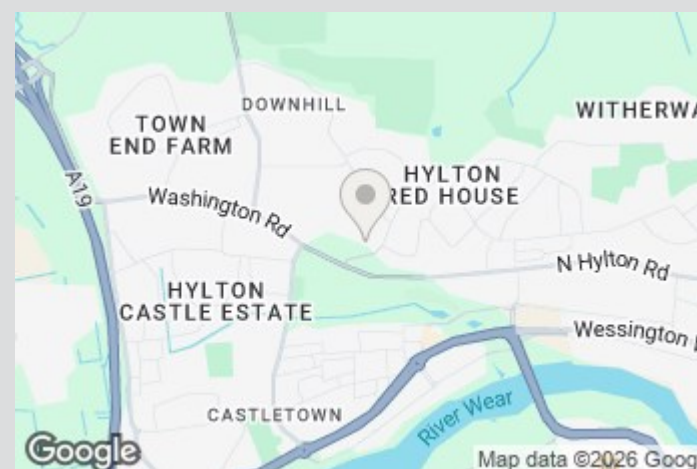 DOWNHILL
TOWN
END FARM
WITHERWA
HYLTON
RED HOUSE
A19
Washington Rd
N Hylton Rd
HYLTON
CASTLE ESTATE
Wessington W
CASTLETOWN
River Wear
Google
Map data ©2026 Goog